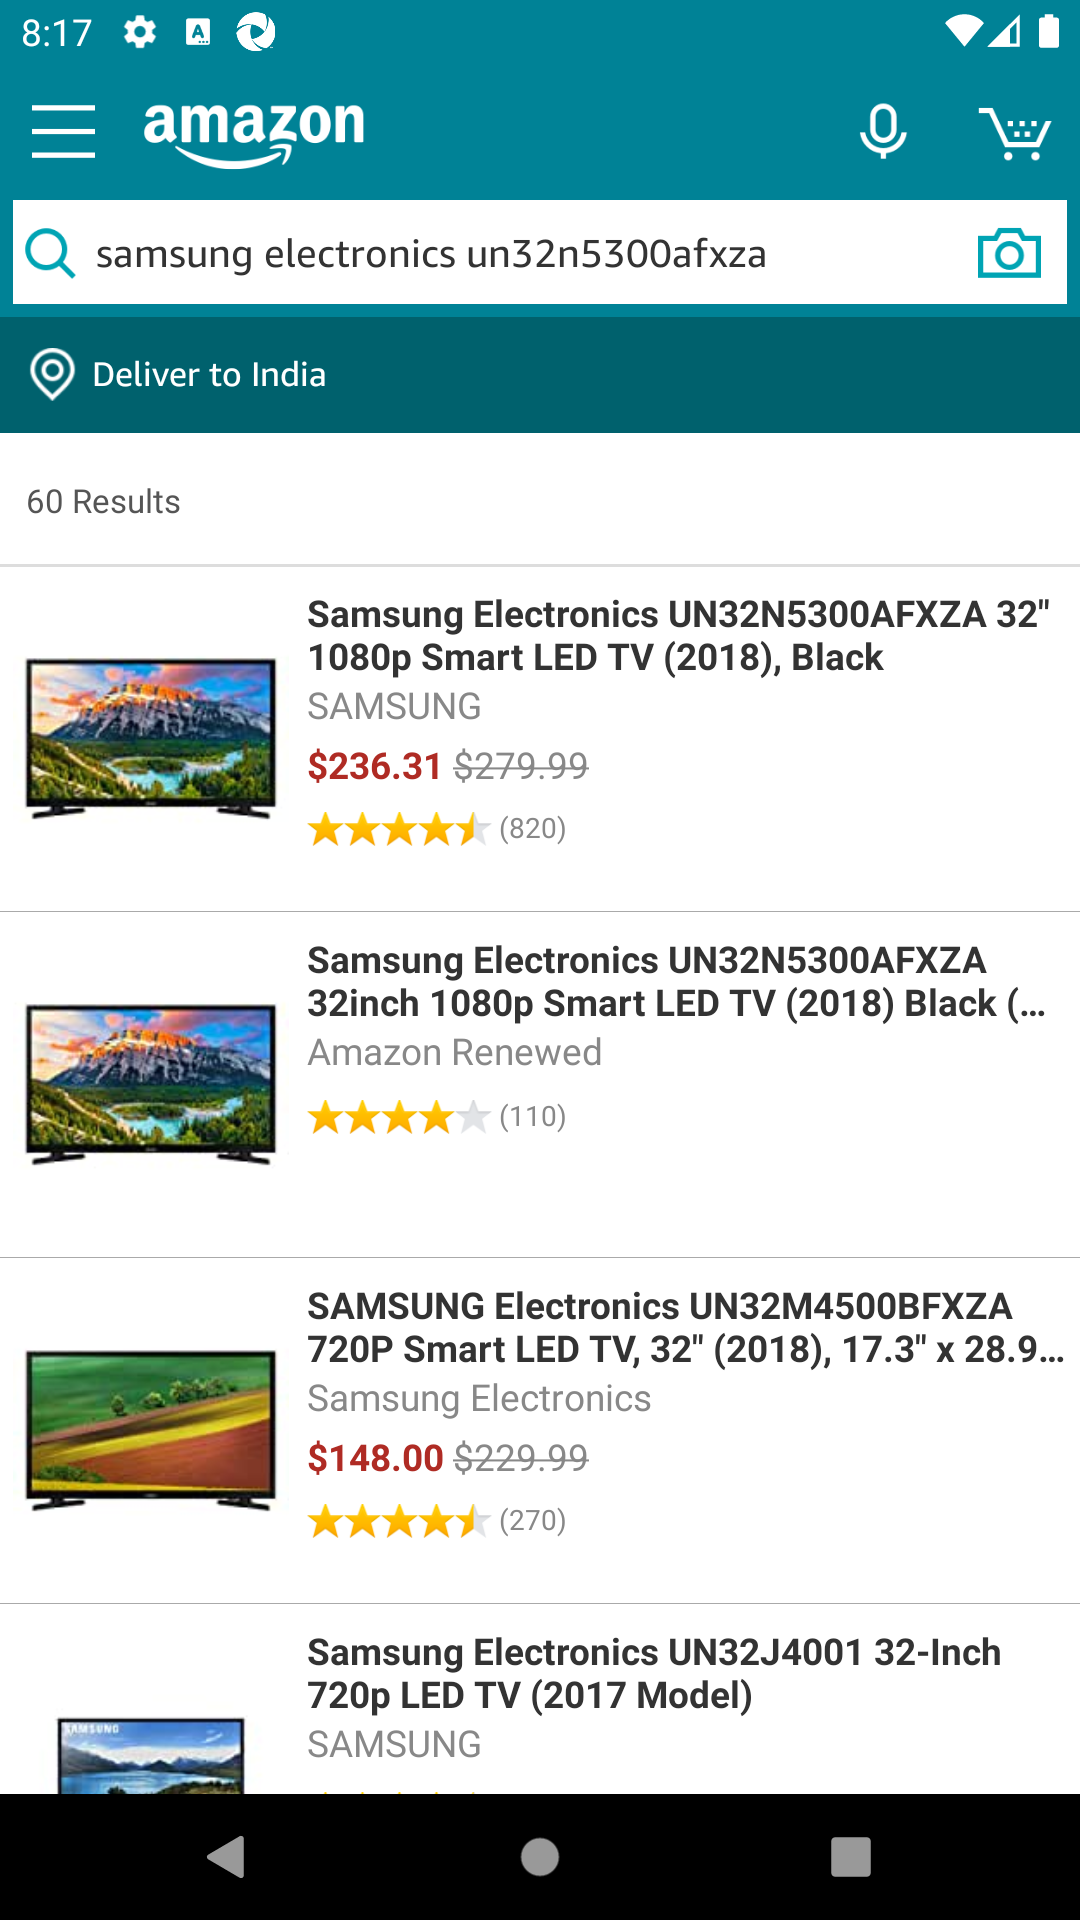 8:17
amazon
samsung electronics un32n5300afxza
Deliver to India
60 Results
Samsung Electronics UN32N5300AFXZA 32"
1080p Smart LED TV (2018), Black
SAMSUNG
$236.31 $279.99
(820)
Samsung Electronics UN32N5300AFXZA
32inch 1080p Smart LED TV (2018) Black (...
Amazon Renewed
(110)
SAMSUNG Electronics UN32M4500BFXZA
720P Smart LED TV, 32" (2018), 17.3" x 28.9...
Samsung Electronics
$148.00 $229.99
(270)
Samsung Electronics UN32J4001 32-Inch
720p LED TV (2017 Model)
SAMSUNG
SAMSUNG